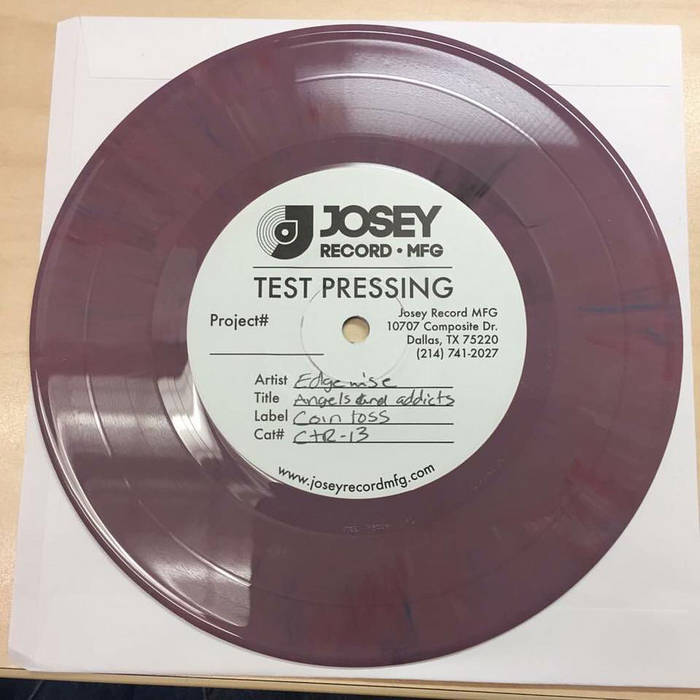 JOSEY
RECORD • MFG
TEST PRESSING
Project#
Josey Record MFG
10707 Composite Dr.
Dallas, TX 75220
(214) 741-2027
Artist Edgewise
Title Angels and addicts
Label Coin toss
Cat# CTR-13
www.joseyrecordmfg.com